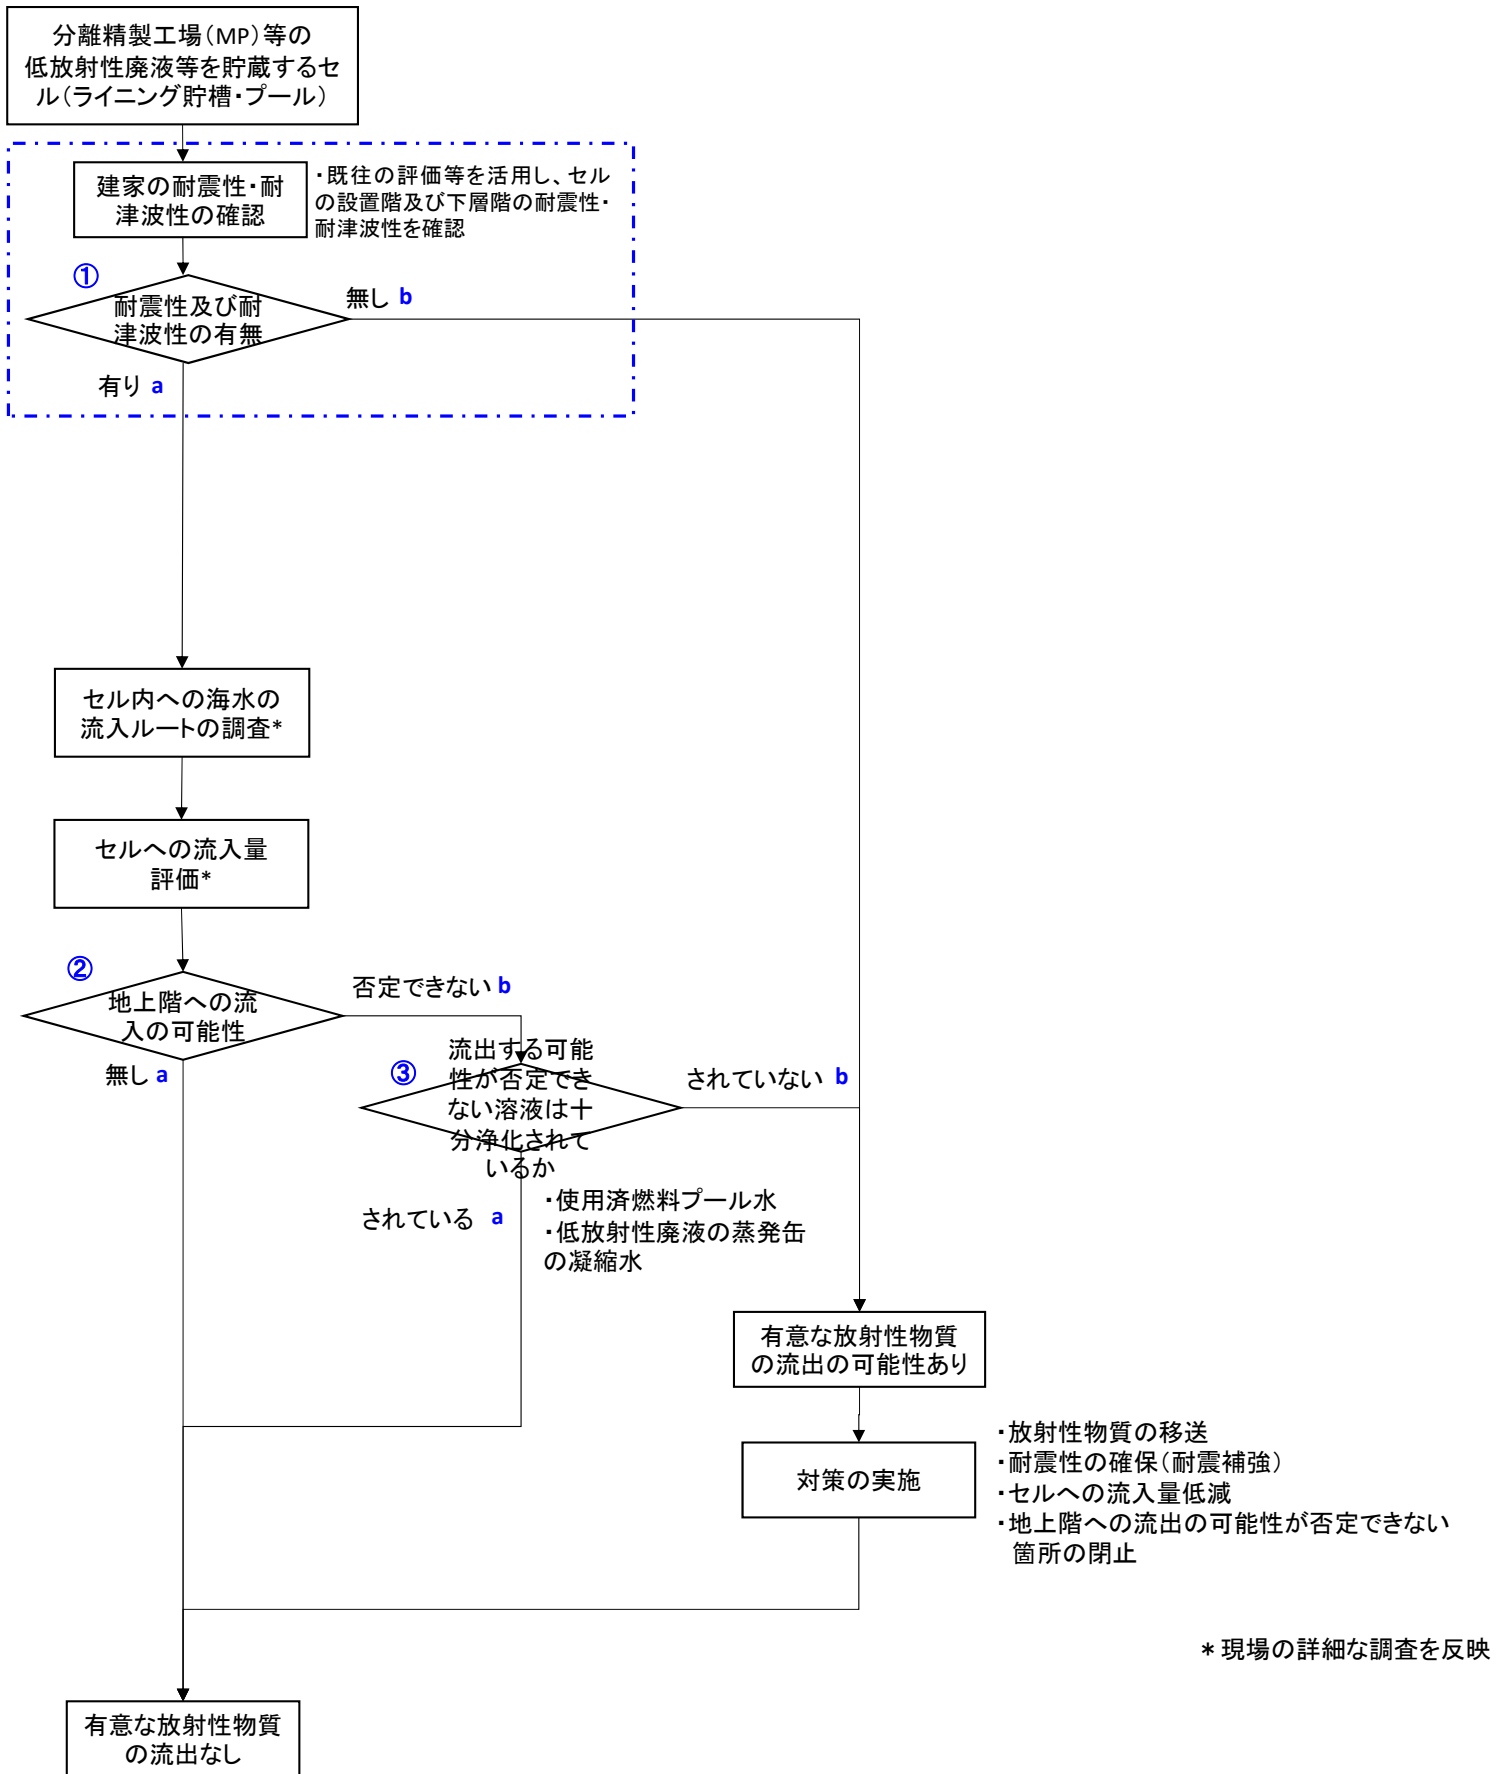 分離精製工場(MP)等の
低放射性廃液等を貯蔵するセ
ル(ライニング貯槽・プール)
建家の耐震性・耐
津波性の確認
・既往の評価等を活用し、セル
の設置階及び下層階の耐震性・
耐津波性を確認
①
耐震性及び耐
津波性の有無
無し b
有り a
セル内への海水の
流入ルートの調査*
セルへの流入量
評価*
②
地上階への流
入の可能性
否定できない b
無し a
③
流出する可能
性が否定でき
ない溶液は十
分浄化されて
いるか
されていない b
されている a
・使用済燃料プール水
・低放射性廃液の蒸発缶
の凝縮水
有意な放射性物質
の流出の可能性あり
対策の実施
・放射性物質の移送
・耐震性の確保(耐震補強)
・セルへの流入量低減
・地上階への流出の可能性が否定できない
箇所の閉止
* 現場の詳細な調査を反映
有意な放射性物質
の流出なし